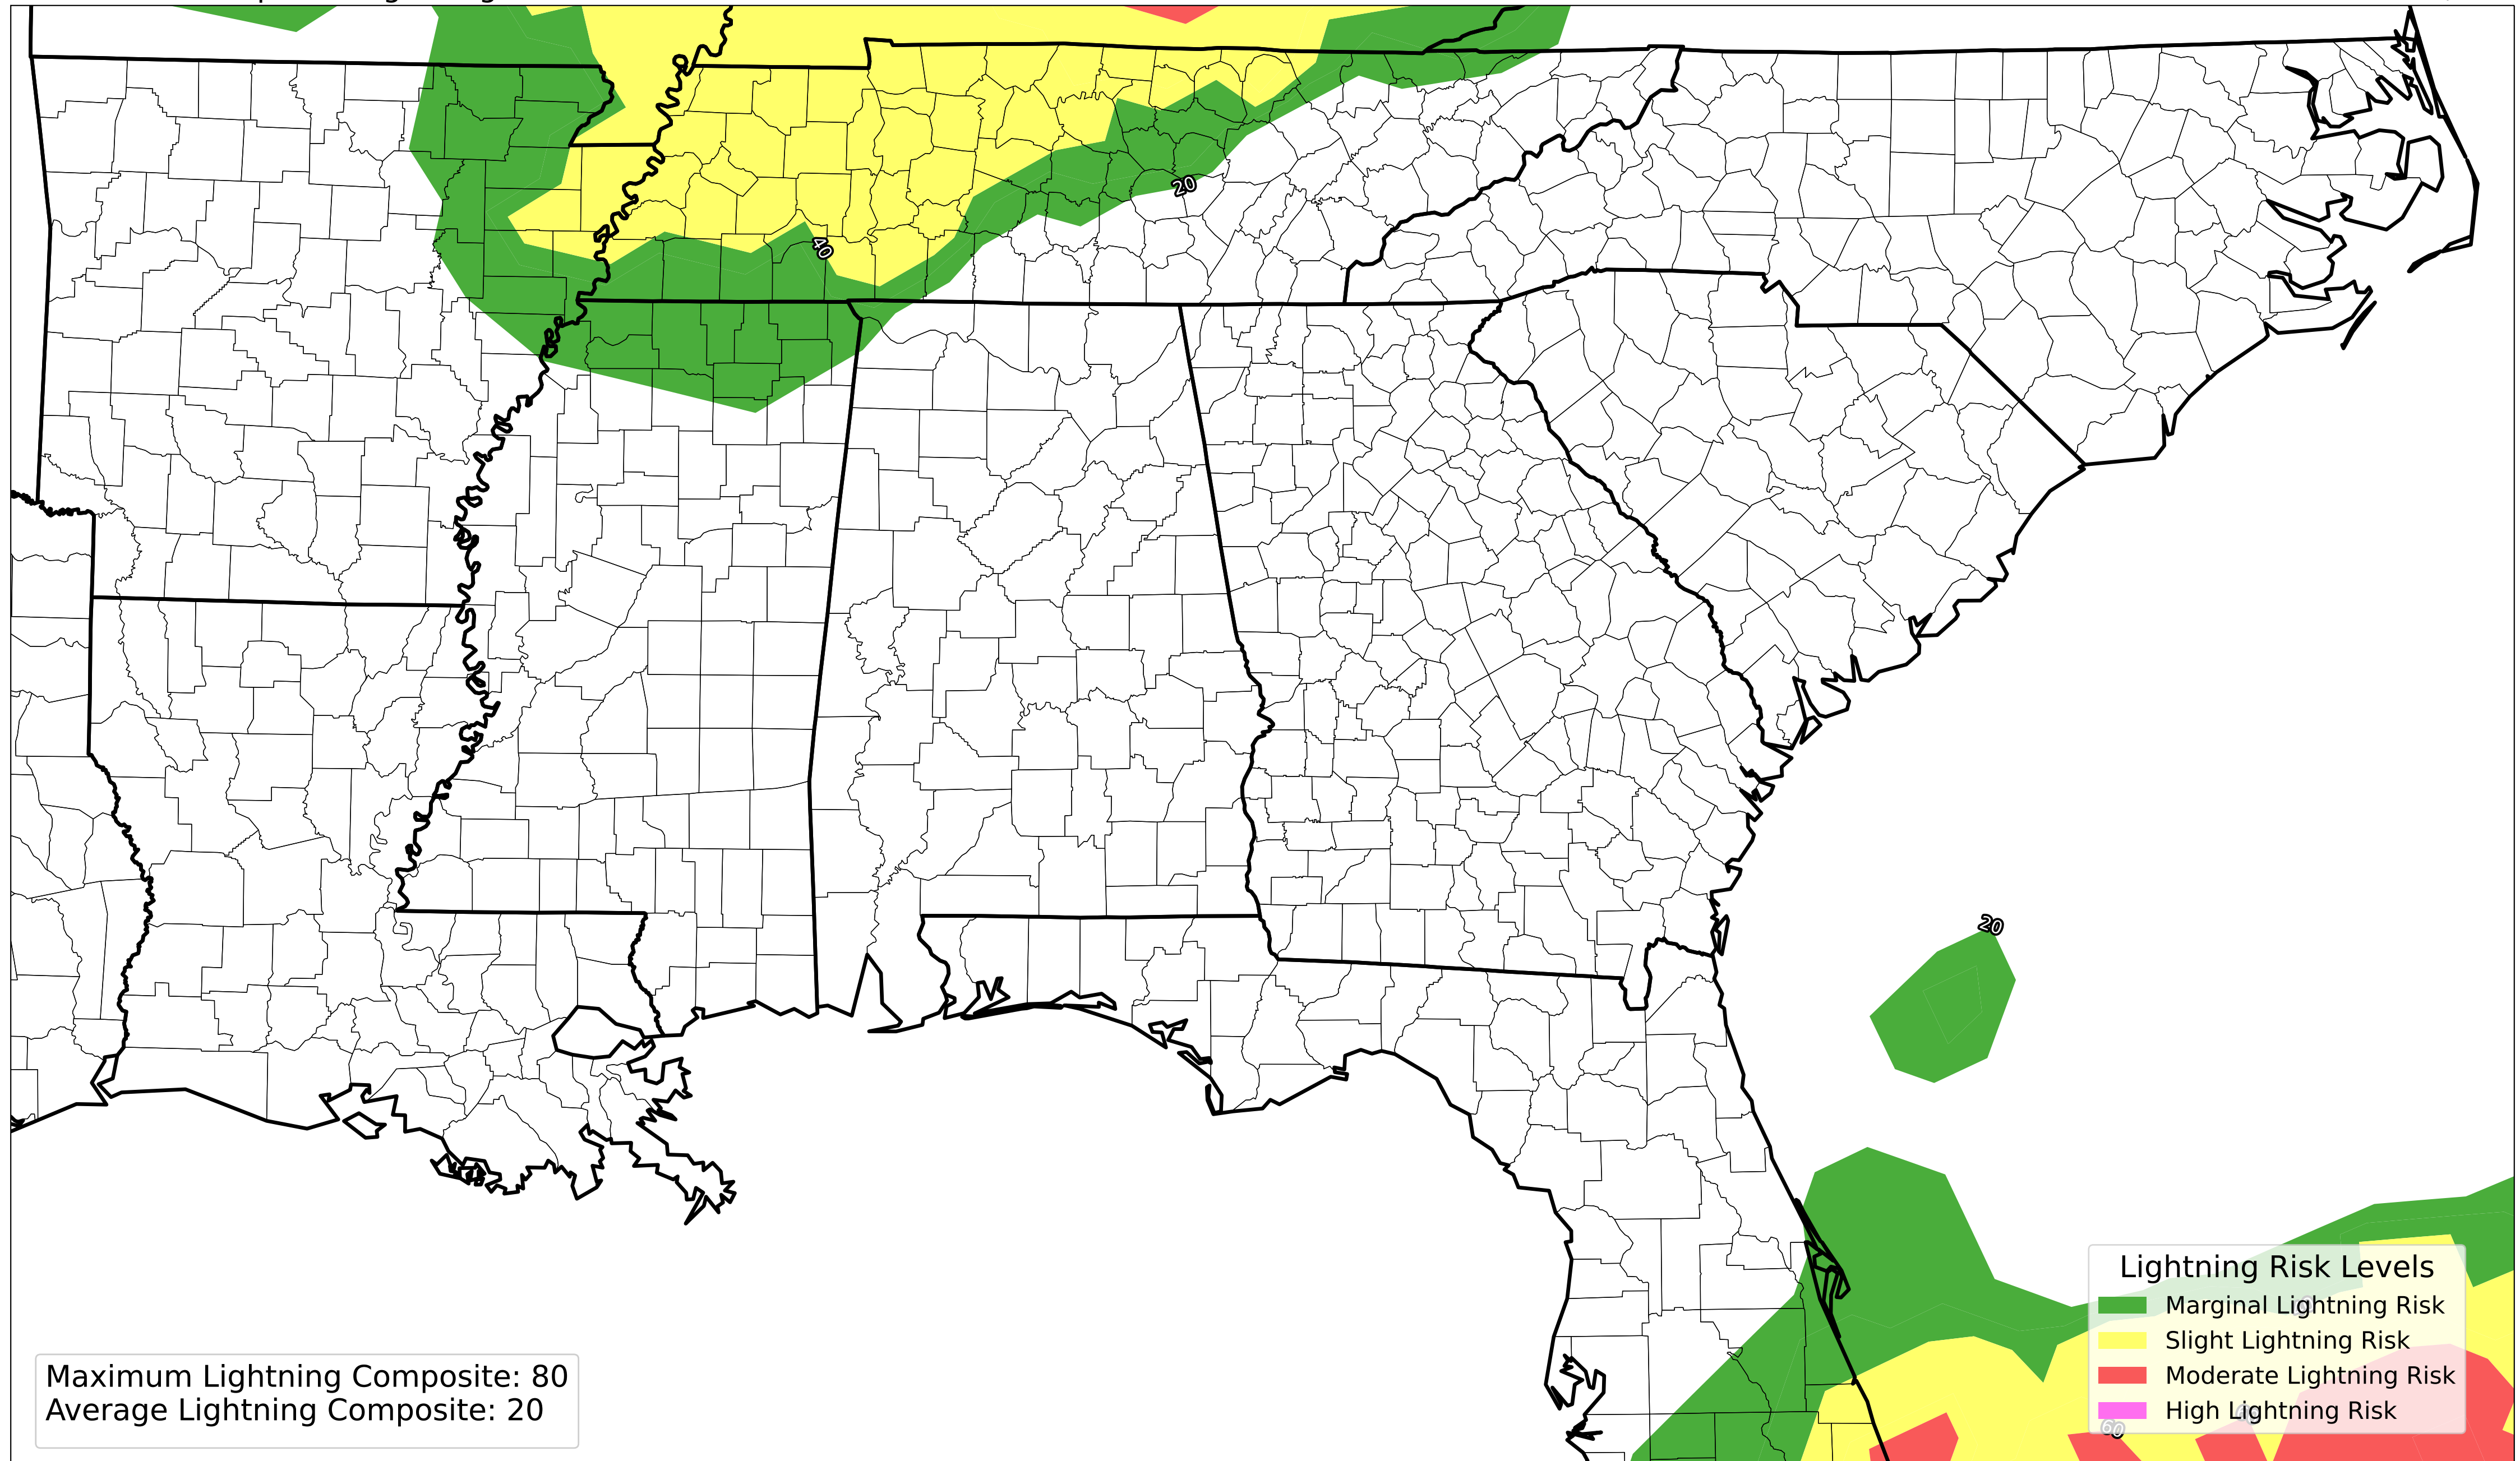 20
40
20
Lightning Risk Levels
Marginal Lightning Risk
Slight Lightning Risk
Moderate Lightning Risk
High Lightning Risk
60
Maximum Lightning Composite: 80
Average Lightning Composite: 20